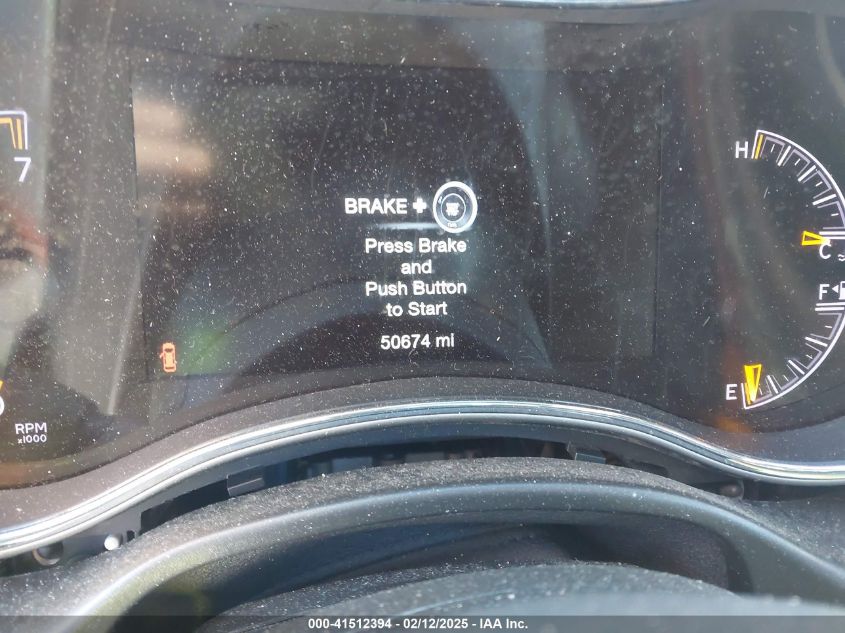 7
H
BRAKE +
Press Brake
and
Push Button
to Start
C
F
50674 mi
E
RPM
x1000
000-41512394 - 02/12/2025 - IAA Inc.